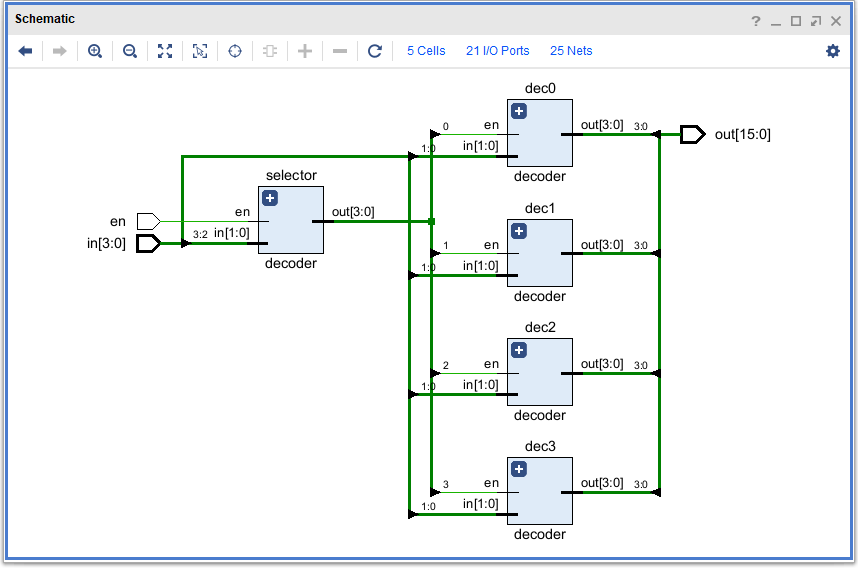 Schematic
?
5 Cells 21 I/O Ports 25 Nets
dec0
0 en out[3:0] 3:0 out[15:0]
1:0 in[1:0]
decoder
selector
en en out[3:0]
in[3:0] 3:2 in[1:0]
decoder
dec1
1 en out[3:0] 3:0
1:0 in[1:0]
decoder
dec2
2 en out[3:0] 3:0
1:0 in[1:0]
decoder
dec3
3 en out[3:0] 3:0
1:0 in[1:0]
decoder